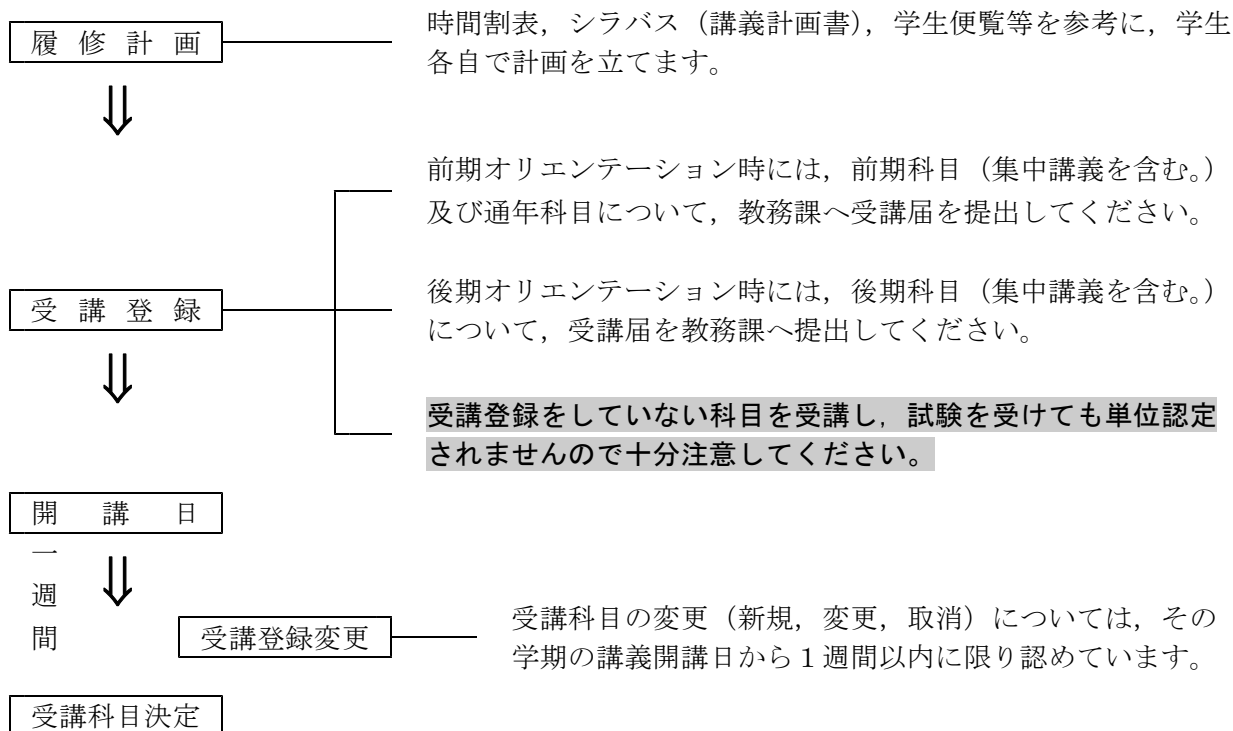 履修計画
時間割表，シラバス（講義計画書），学生便覧等を参考に，学生
各自で計画を立てます。
⇓
前期オリエンテーション時には，前期科目（集中講義を含む。）
及び通年科目について，教務課へ受講届を提出してください。
受講登録
後期オリエンテーション時には，後期科目（集中講義を含む。）
について，受講届を教務課へ提出してください。
⇓
受講登録をしていない科目を受講し，試験を受けても単位認定
されませんので十分注意してください。
開講日
一週間
⇓
受講登録変更
受講科目の変更（新規，変更，取消）については，その
学期の講義開講日から１週間以内に限り認めています。
受講科目決定